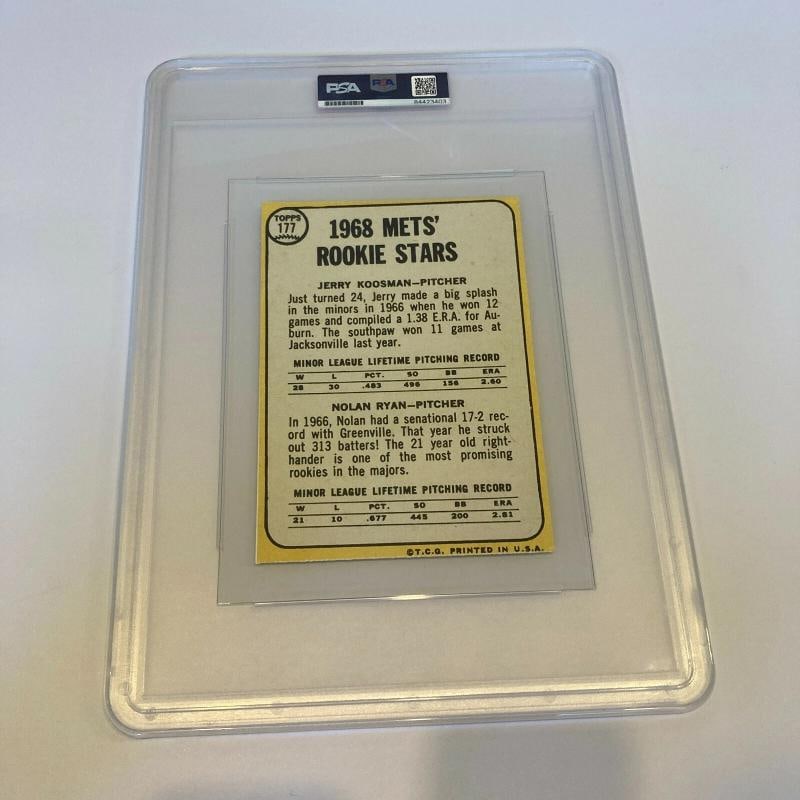 PSA PSA
84423403
TOPPS
177
1968 METS'
ROOKIE STARS
JERRY KOOSMAN—PITCHER
Just turned 24, Jerry made a big splash
in the minors in 1966 when he won 12
games and compiled a 1.38 E.R.A. for Au-
burn. The southpaw won 11 games at
Jacksonville last year.
MINOR LEAGUE LIFETIME PITCHING RECORD
W L PCT. SO BB ERA
28 30 .483 496 156 2.60
NOLAN RYAN—PITCHER
In 1966, Nolan had a senational 17-2 rec-
ord with Greenville. That year he struck
out 313 batters! The 21 year old right-
hander is one of the most promising
rookies in the majors.
MINOR LEAGUE LIFETIME PITCHING RECORD
W L PCT. SO BB ERA
21 10 .677 445 200 2.81
©T.C.G. PRINTED IN U.S.A.